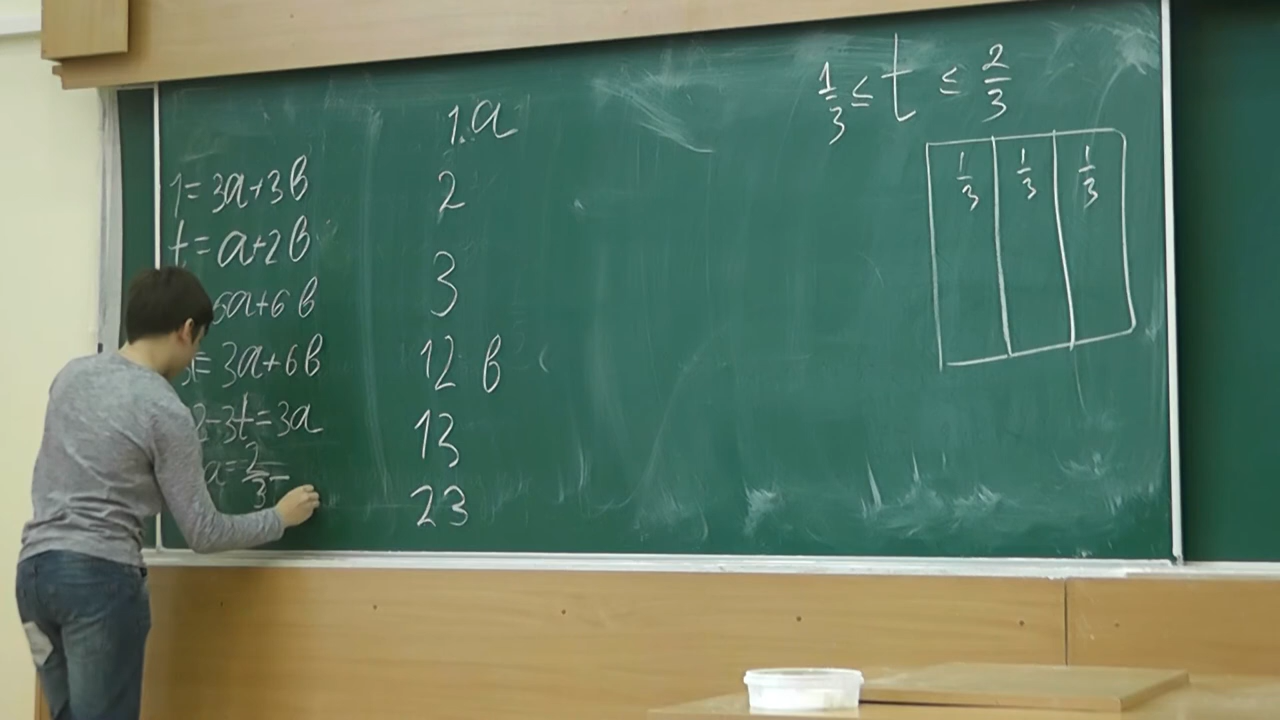 1 = 3a + 3b
t = a + 2b
6a + 6b
3t = 3a + 6b
2 - 3t = 3a
a = 2/3 -
1. a
2
3
12 b
13
23
1/3 ≤ t ≤ 2/3
1/3 1/3 1/3